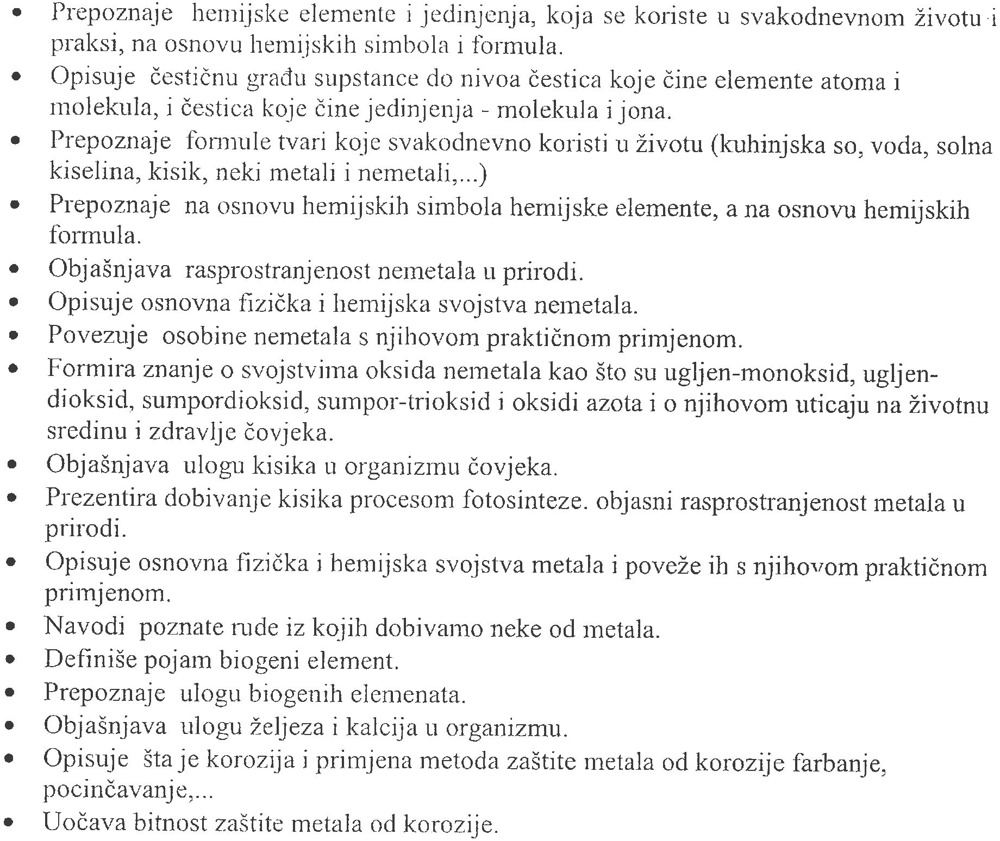 • Prepoznaje hemijske elemente i jedinjenja, koja se koriste u svakodnevnom životu i
praksi, na osnovu hemijskih simbola i formula.
• Opisuje čestičnu građu supstance do nivoa čestica koje čine elemente atoma i
molekula, i čestica koje čine jedinjenja - molekula i jona.
• Prepoznaje formule tvari koje svakodnevno koristi u životu (kuhinjska so, voda, solna
kiselina, kisik, neki metali i nemetali,...)
• Prepoznaje na osnovu hemijskih simbola hemijske elemente, a na osnovu hemijskih
formula.
• Objašnjava rasprostranjenost nemetala u prirodi.
• Opisuje osnovna fizička i hemijska svojstva nemetala.
• Povezuje osobine nemetala s njihovom praktičnom primjenom.
• Formira znanje o svojstvima oksida nemetala kao što su ugljen-monoksid, ugljen-
dioksid, sumpordioksid, sumpor-trioksid i oksidi azota i o njihovom uticaju na životnu
sredinu i zdravlje čovjeka.
• Objašnjava ulogu kisika u organizmu čovjeka.
• Prezentira dobivanje kisika procesom fotosinteze. objasni rasprostranjenost metala u
prirodi.
• Opisuje osnovna fizička i hemijska svojstva metala i poveže ih s njihovom praktičnom
primjenom.
• Navodi poznate rude iz kojih dobivamo neke od metala.
• Definiše pojam biogeni element.
• Prepoznaje ulogu biogenih elemenata.
• Objašnjava ulogu željeza i kalcija u organizmu.
• Opisuje šta je korozija i primjena metoda zaštite metala od korozije farbanje,
pocinčavanje,...
• Uočava bitnost zaštite metala od korozije.